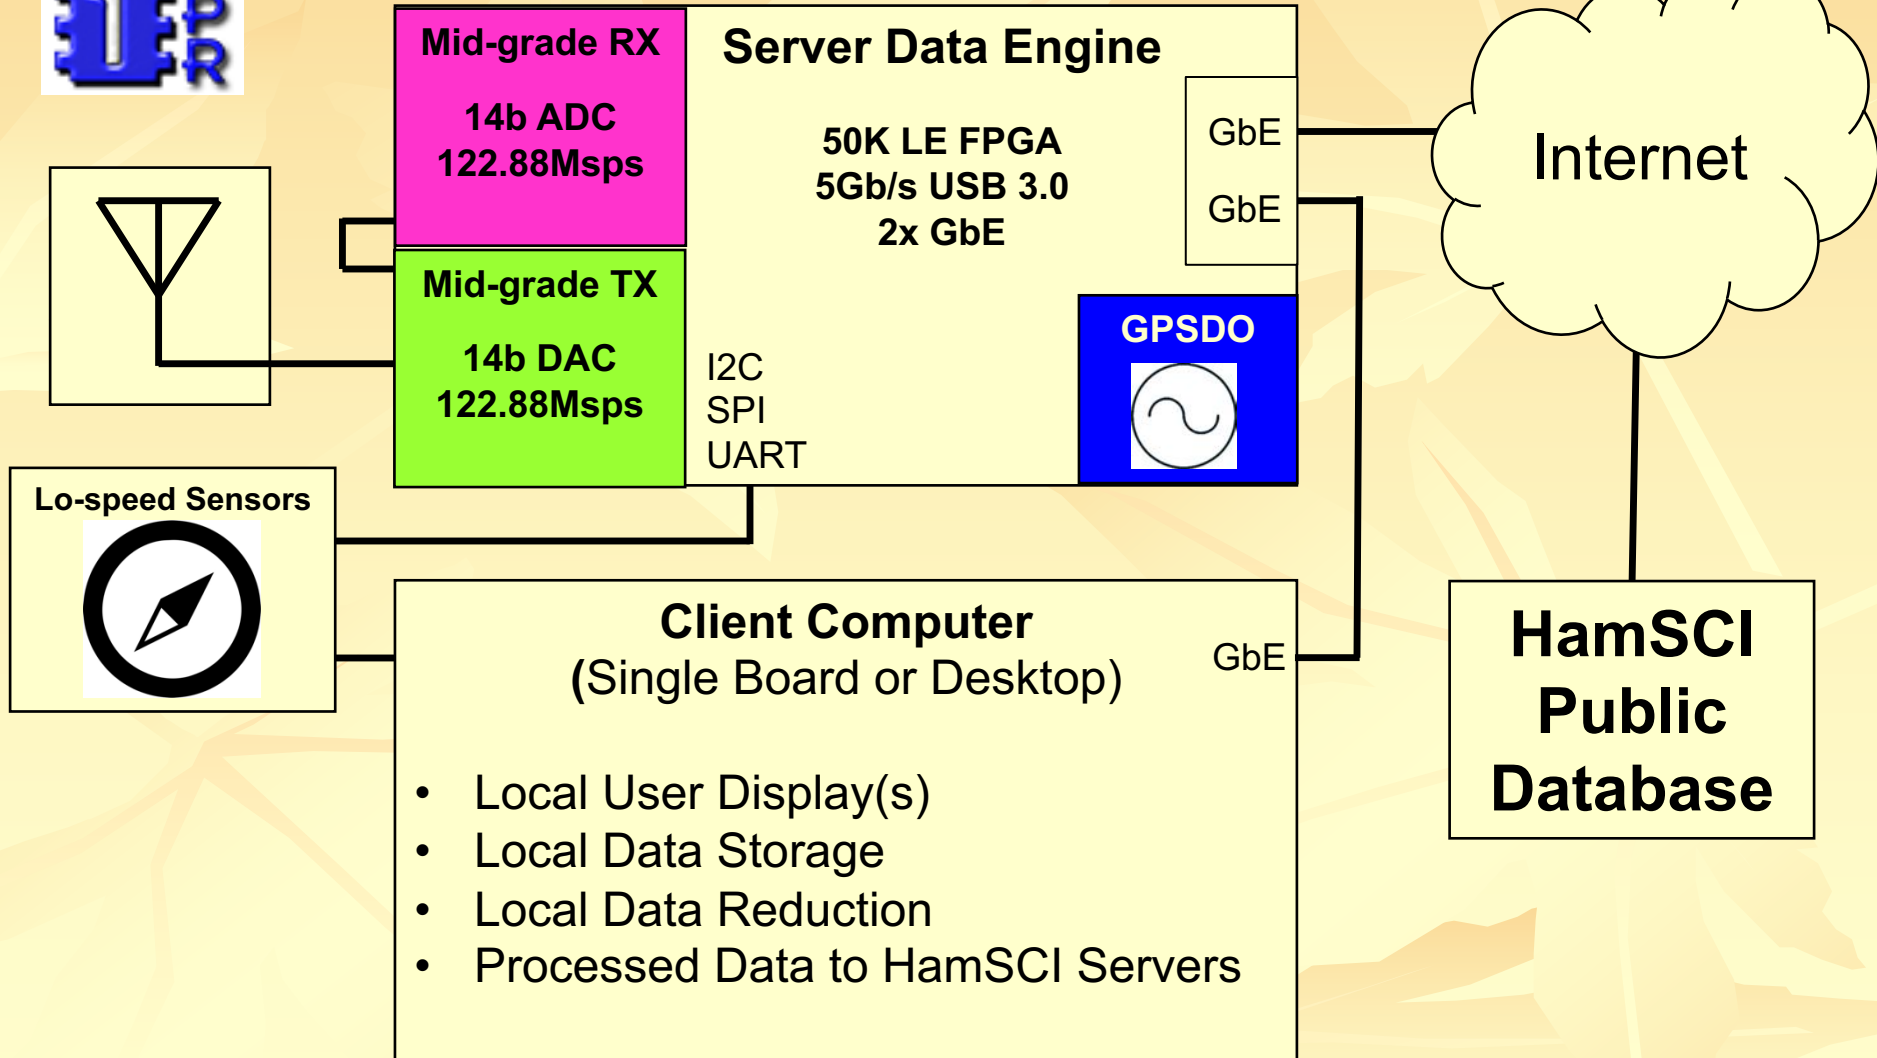 PR
Mid-grade RX
14b ADC
122.88Msps
Mid-grade TX
14b DAC
122.88Msps
Server Data Engine
50K LE FPGA
5Gb/s USB 3.0
2x GbE
GbE
GbE
I2C
SPI
UART
GPSDO
Internet
Lo-speed Sensors
Client Computer
(Single Board or Desktop)
GbE
• Local User Display(s)
• Local Data Storage
• Local Data Reduction
• Processed Data to HamSCI Servers
HamSCI
Public
Database